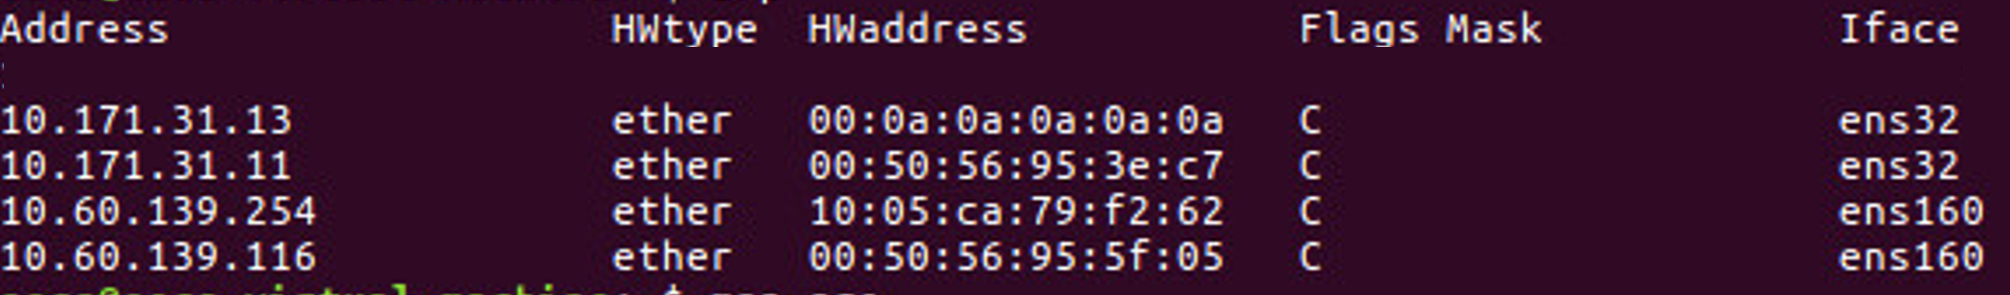 Address HWtype HWaddress Flags Mask Iface
10.171.31.13 ether 00:0a:0a:0a:0a:0a C ens32
10.171.31.11 ether 00:50:56:95:3e:c7 C ens32
10.60.139.254 ether 10:05:ca:79:f2:62 C ens160
10.60.139.116 ether 00:50:56:95:5f:05 C ens160